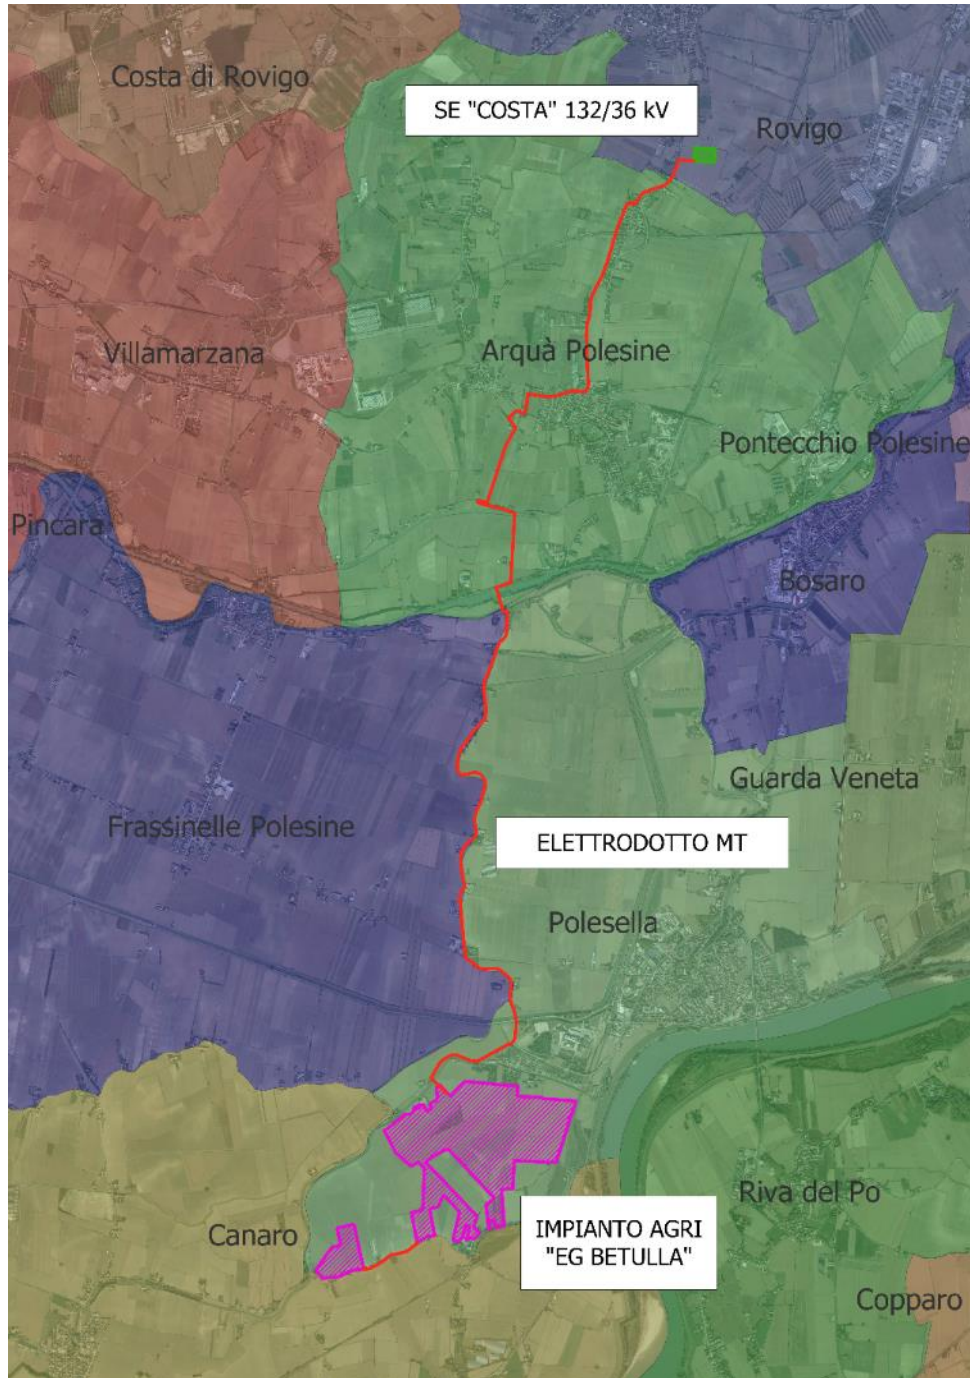 Costa di Rovigo
SE "COSTA" 132/36 kV
Rovigo
Villamarzana
Arquà Polesine
Pontecchio Polesine
Pincara
Bosaro
Guarda Veneta
Frassinelle Polesine
ELETTRODOTTO MT
Polesella
Riva del Po
Canaro
IMPIANTO AGRI
"EG BETULLA"
Copparo